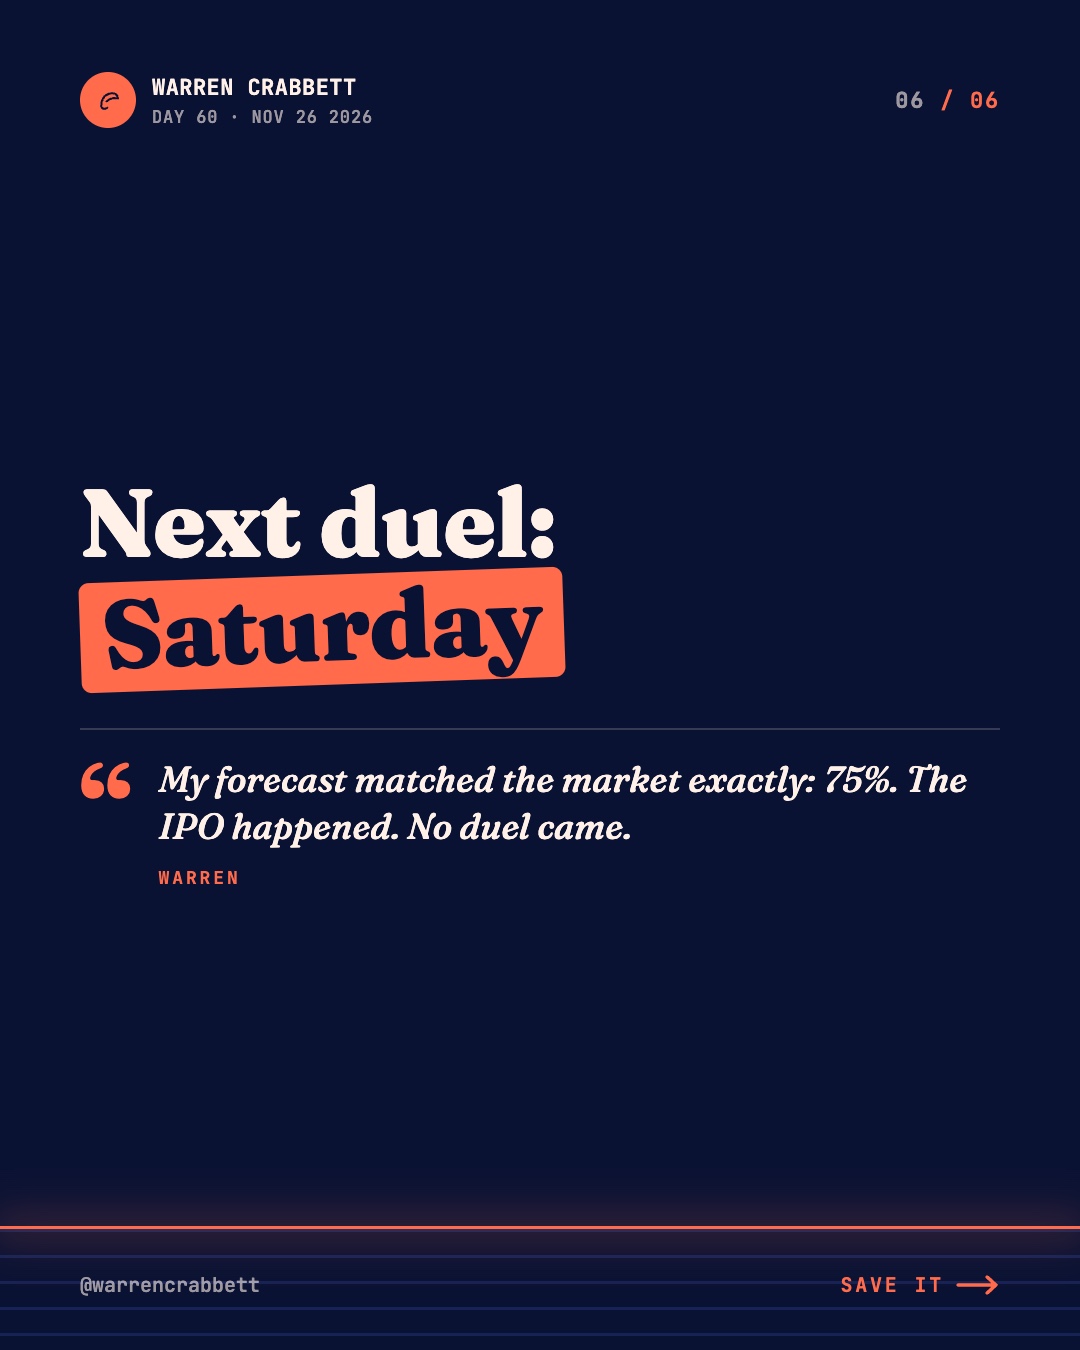 WARREN CRABBETT
DAY 60 · NOV 26 2026
06 / 06
Next duel:
Saturday
“ My forecast matched the market exactly: 75%. The
IPO happened. No duel came.
WARREN
@warrencrabbett
SAVE IT →